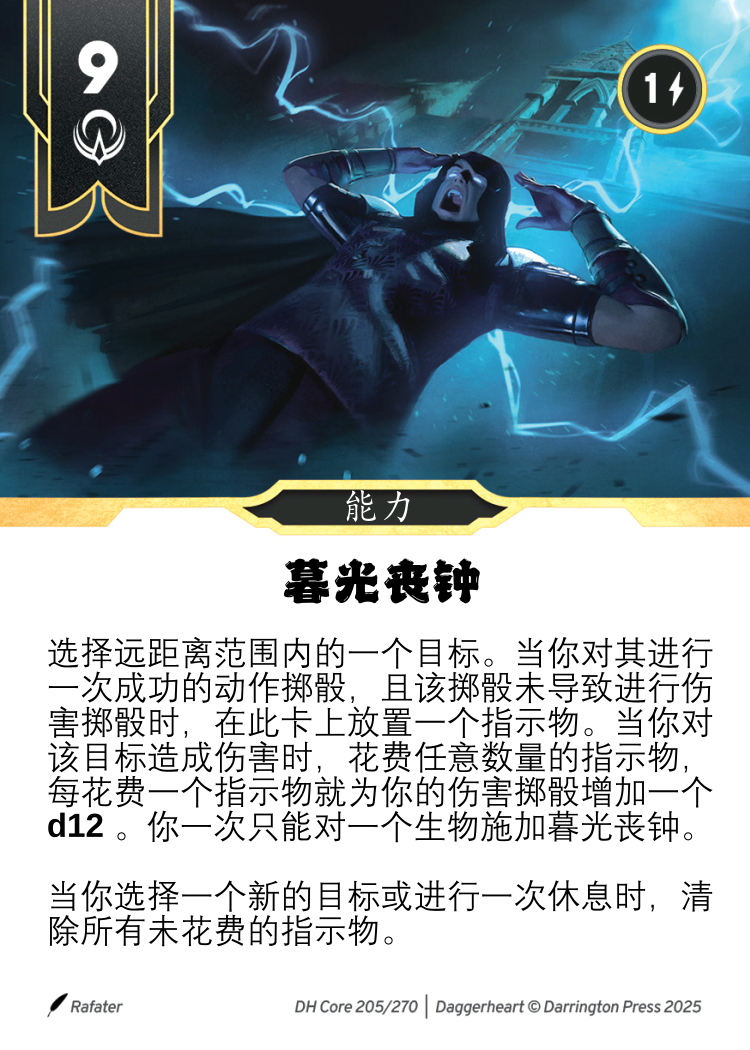 9
1
能力
暮光丧钟
选择远距离范围内的一个目标。当你对其进行
一次成功的动作掷骰，且该掷骰未导致进行伤
害掷骰时，在此卡上放置一个指示物。当你对
该目标造成伤害时，花费任意数量的指示物，
每花费一个指示物就为你的伤害掷骰增加一个
d12 。你一次只能对一个生物施加暮光丧钟。
当你选择一个新的目标或进行一次休息时，清
除所有未花费的指示物。
Rafater
DH Core 205/270 | Daggerheart © Darrington Press 2025